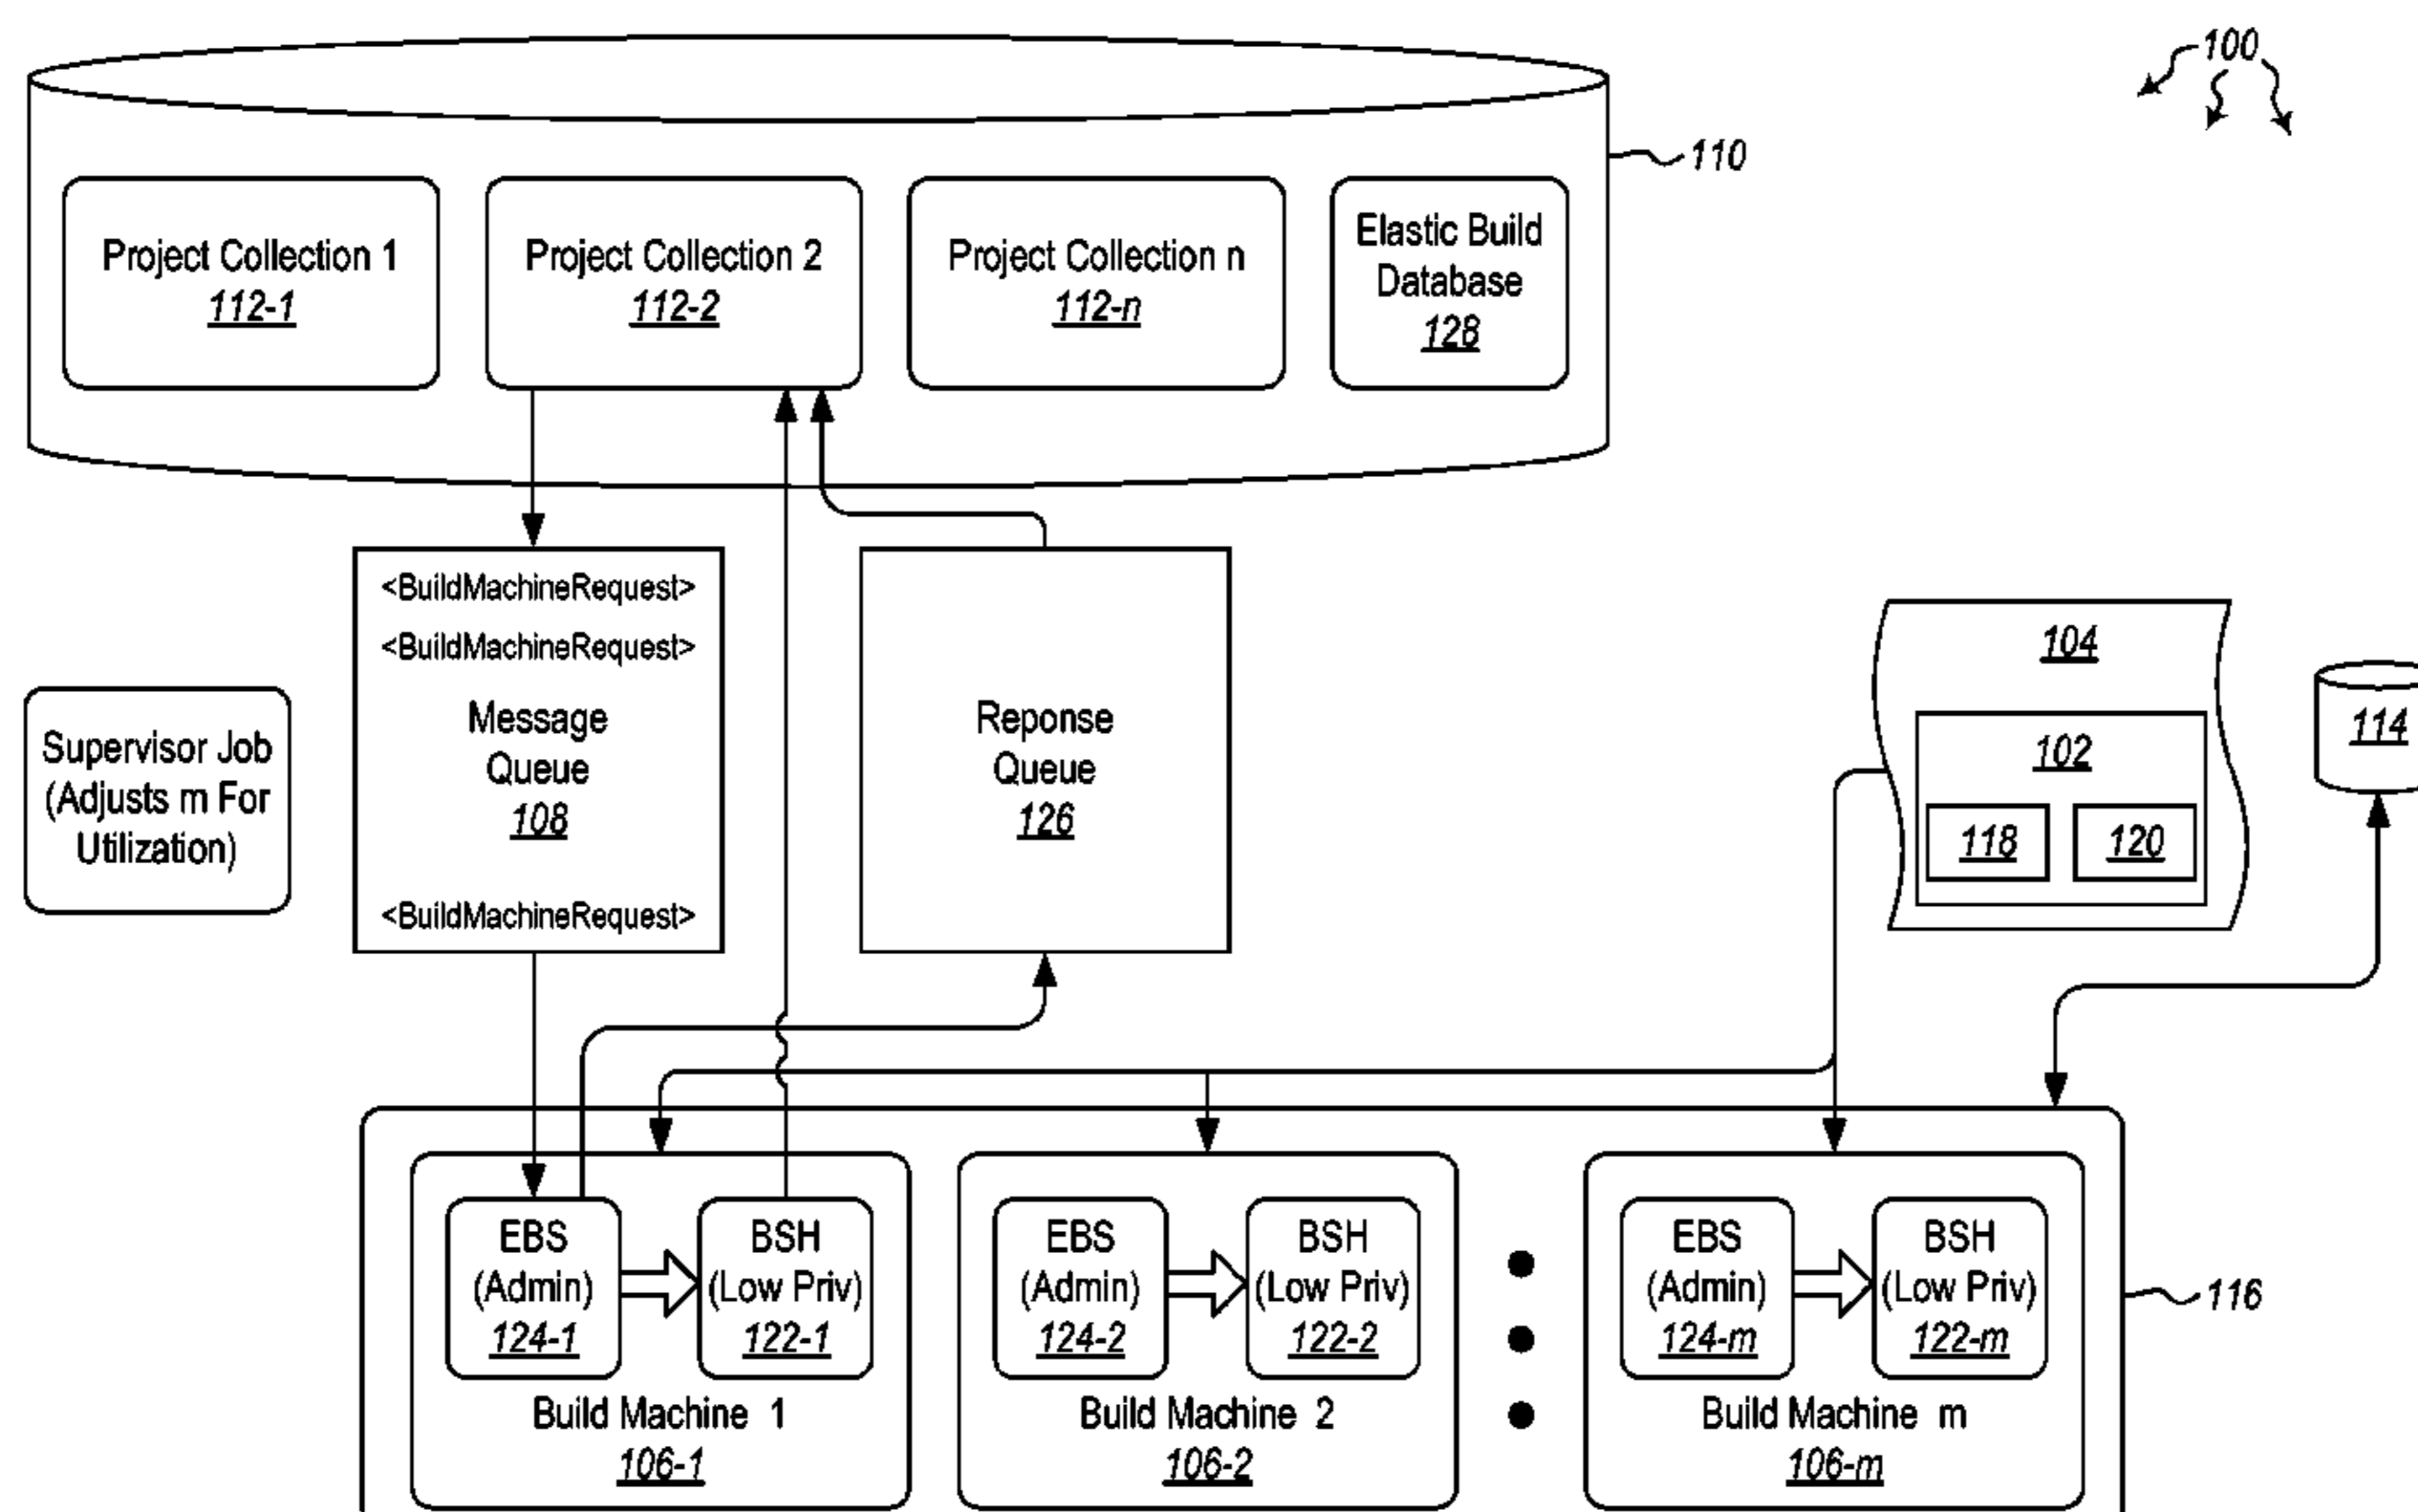 100
110
Project Collection 1
112-1
Project Collection 2
112-2
Project Collection n
112-n
Elastic Build
Database
128
<BuildMachineRequest>
<BuildMachineRequest>
Message
Queue
108
<BuildMachineRequest>
Reponse
Queue
126
Supervisor Job
(Adjusts m For
Utilization)
104
102
118
120
114
EBS
(Admin)
124-1
BSH
(Low Priv)
122-1
Build Machine 1
106-1
EBS
(Admin)
124-2
BSH
(Low Priv)
122-2
Build Machine 2
106-2
EBS
(Admin)
124-m
BSH
(Low Priv)
122-m
Build Machine m
106-m
116